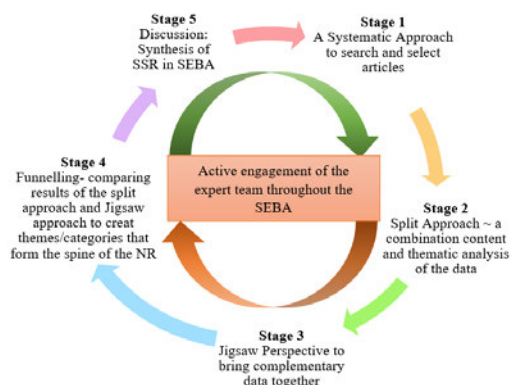 Stage 1
A Systematic Approach
to search and select
articles
Stage 2
Split Approach ~ a
combination content
and thematic analysis
of the data
Stage 3
Jigsaw Perspective to
bring complementary
data together
Stage 4
Funnelling- comparing
results of the split
approach and Jigsaw
approach to creat
themes/categories that
form the spine of the NR
Stage 5
Discussion:
Synthesis of
SSR in SEBA
Active engagement of the
expert team throughout the
SEBA